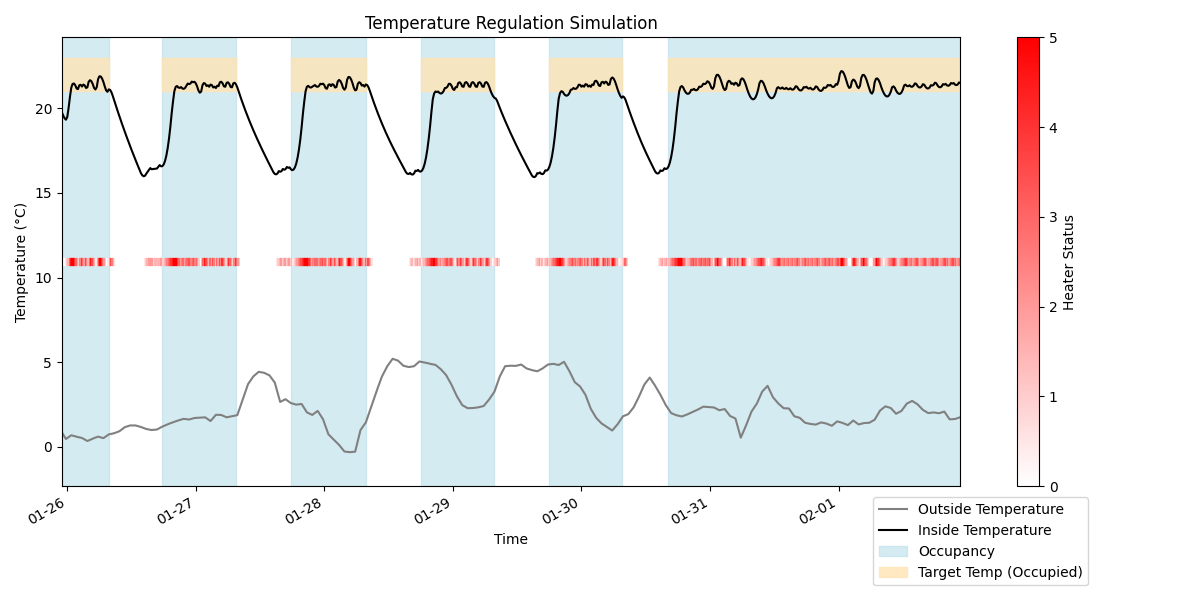 Temperature Regulation Simulation
Temperature (°C)
20
15
10
5
0
01-26
01-27
01-28
01-29
01-30
01-31
02-01
Time
5
4
3
2
1
0
Heater Status
Outside Temperature
Inside Temperature
Occupancy
Target Temp (Occupied)